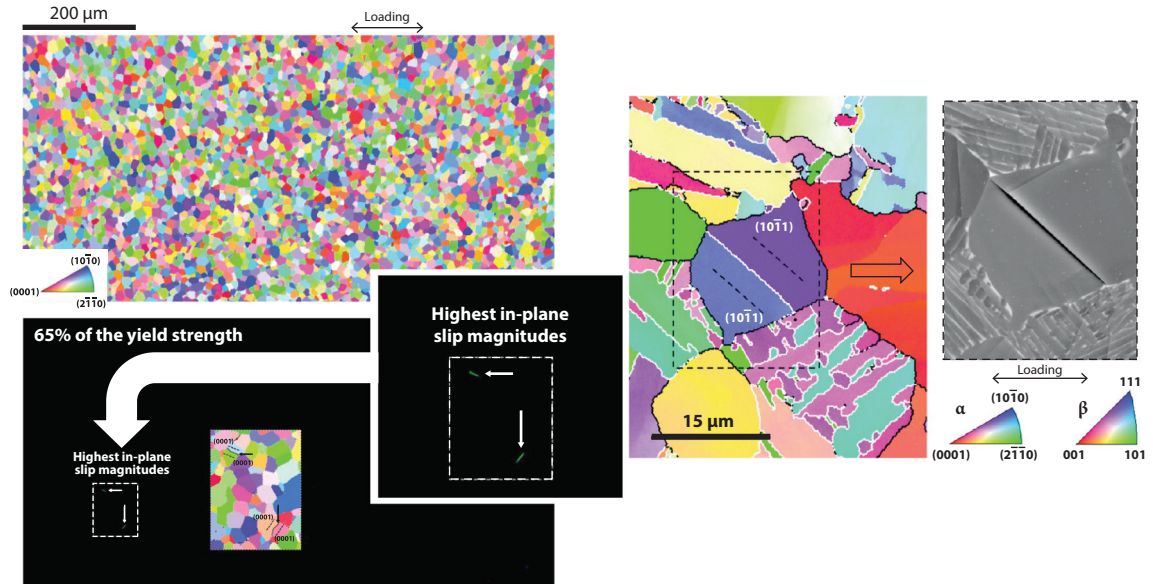 200 μm
Loading
(101̅0)
(0001)
(21̅1̅0)
65% of the yield strength
Highest in-plane
slip magnitudes
(0001)
(0001)
(0001)
(0001)
Highest in-plane
slip magnitudes
(101̅1)
(101̅1)
15 μm
Loading
α
(101̅0)
(0001)
(21̅1̅0)
β
111
001
101